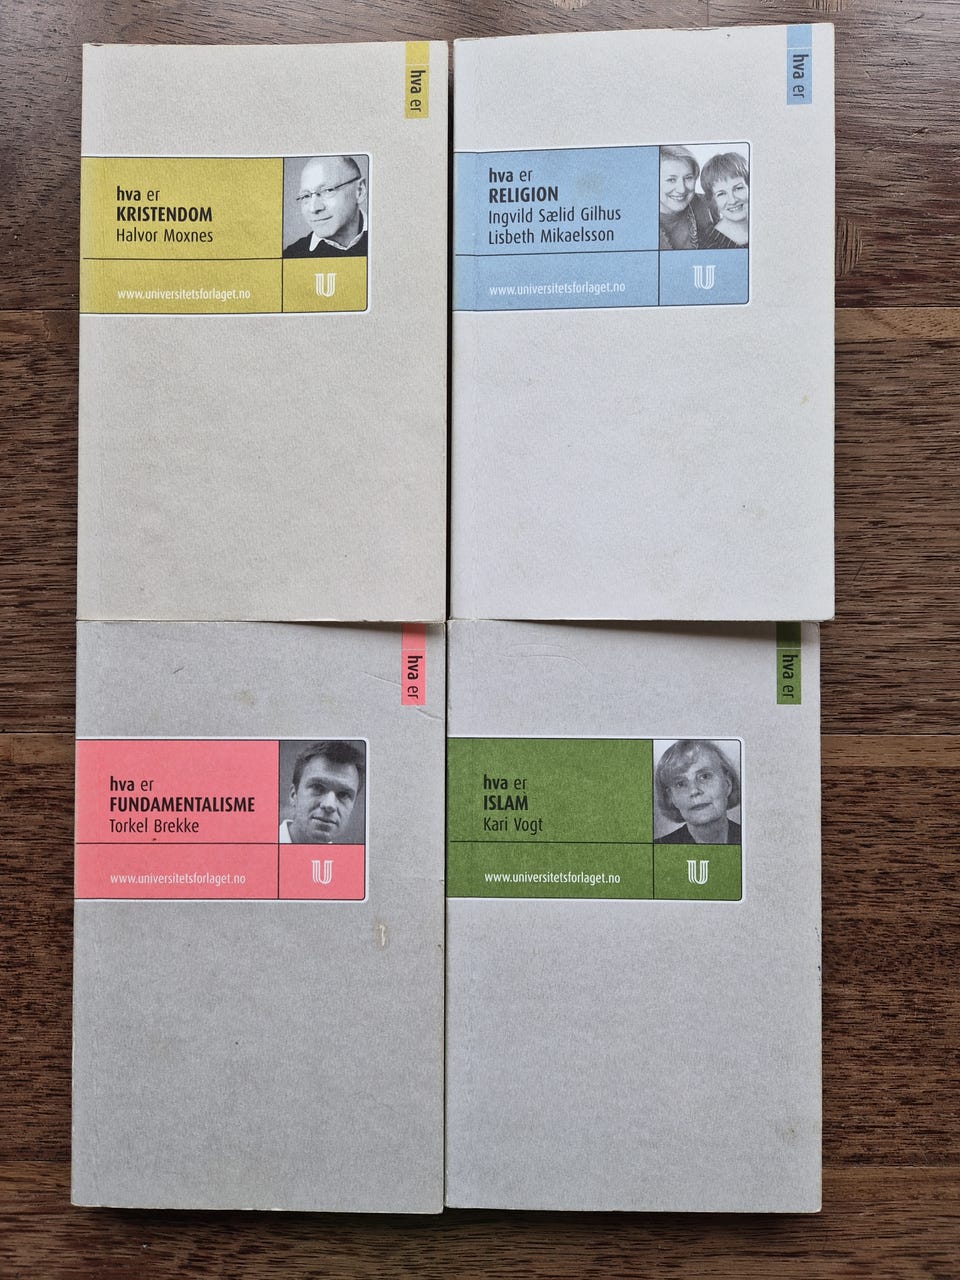 hva er
hva er
KRISTENDOM
Halvor Moxnes
www.universitetsforlaget.no
U
hva er
hva er
RELIGION
Ingvild Sælid Gilhus
Lisbeth Mikaelsson
www.universitetsforlaget.no
U
hva er
hva er
FUNDAMENTALISME
Torkel Brekke
www.universitetsforlaget.no
U
hva er
hva er
ISLAM
Kari Vogt
www.universitetsforlaget.no
U